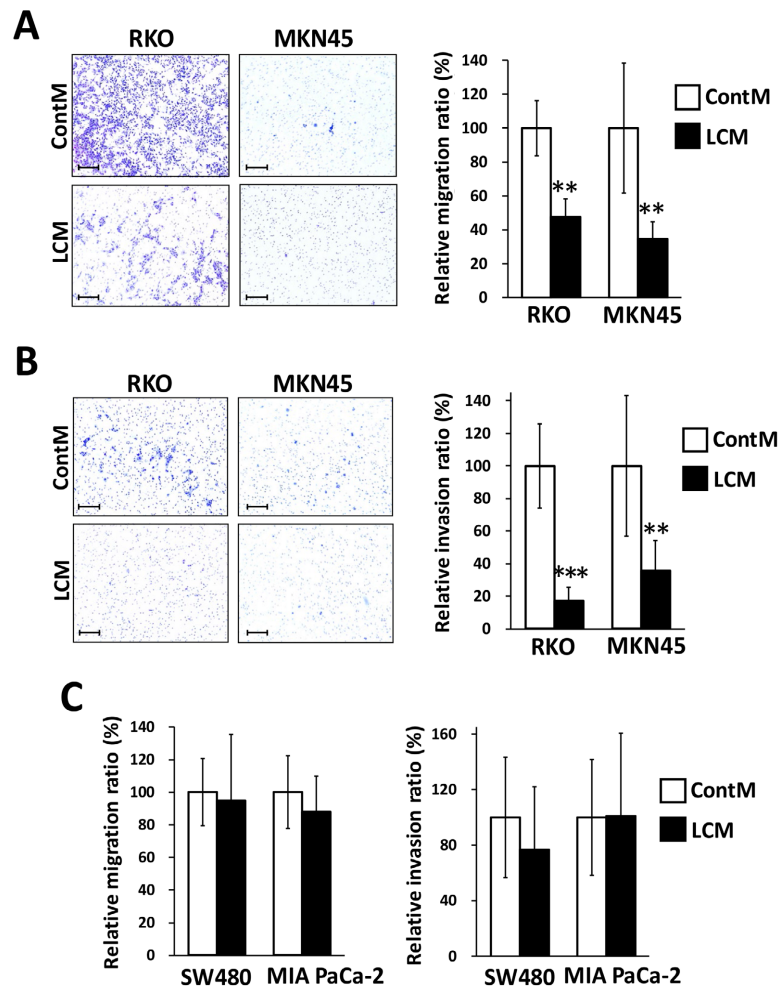 A
RKO MKN45
ContM
LCM
Relative migration ratio (%)
140
120
100
80
60
40
20
0
** **
RKO MKN45
ContM
LCM
B
RKO MKN45
ContM
LCM
Relative invasion ratio (%)
140
120
100
80
60
40
20
0
*** **
RKO MKN45
ContM
LCM
C
Relative migration ratio (%)
140
120
100
80
60
40
20
0
SW480 MIA PaCa-2
Relative invasion ratio (%)
160
120
80
40
0
SW480 MIA PaCa-2
ContM
LCM